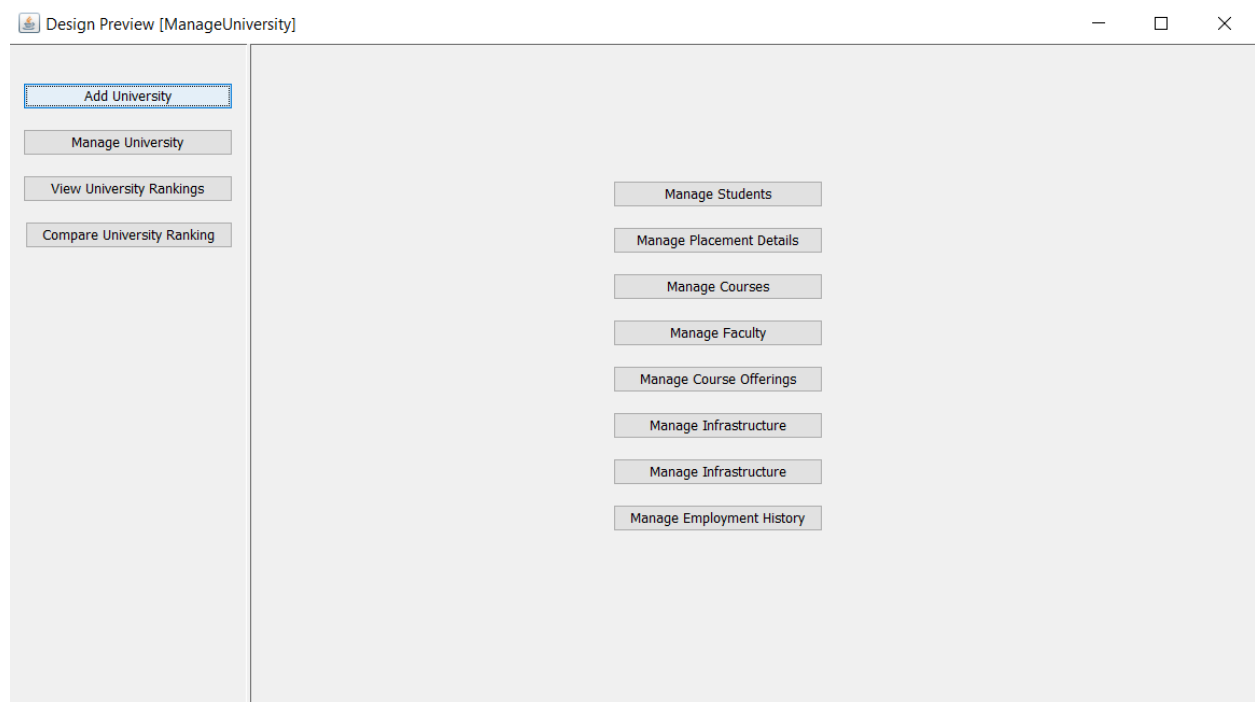 Design Preview [ManageUniversity]
Add University
Manage University
View University Rankings
Compare University Ranking
Manage Students
Manage Placement Details
Manage Courses
Manage Faculty
Manage Course Offerings
Manage Infrastructure
Manage Infrastructure
Manage Employment History